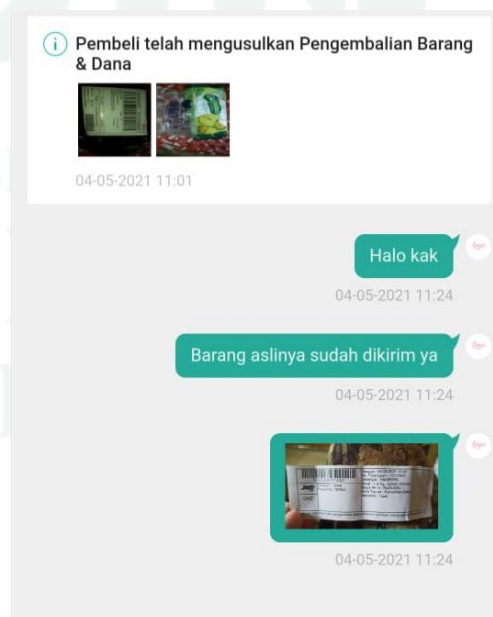 Pembeli telah mengusulkan Pengembalian Barang
& Dana
04-05-2021 11:01
Halo kak
04-05-2021 11:24
Barang aslinya sudah dikirim ya
04-05-2021 11:24
04-05-2021 11:24